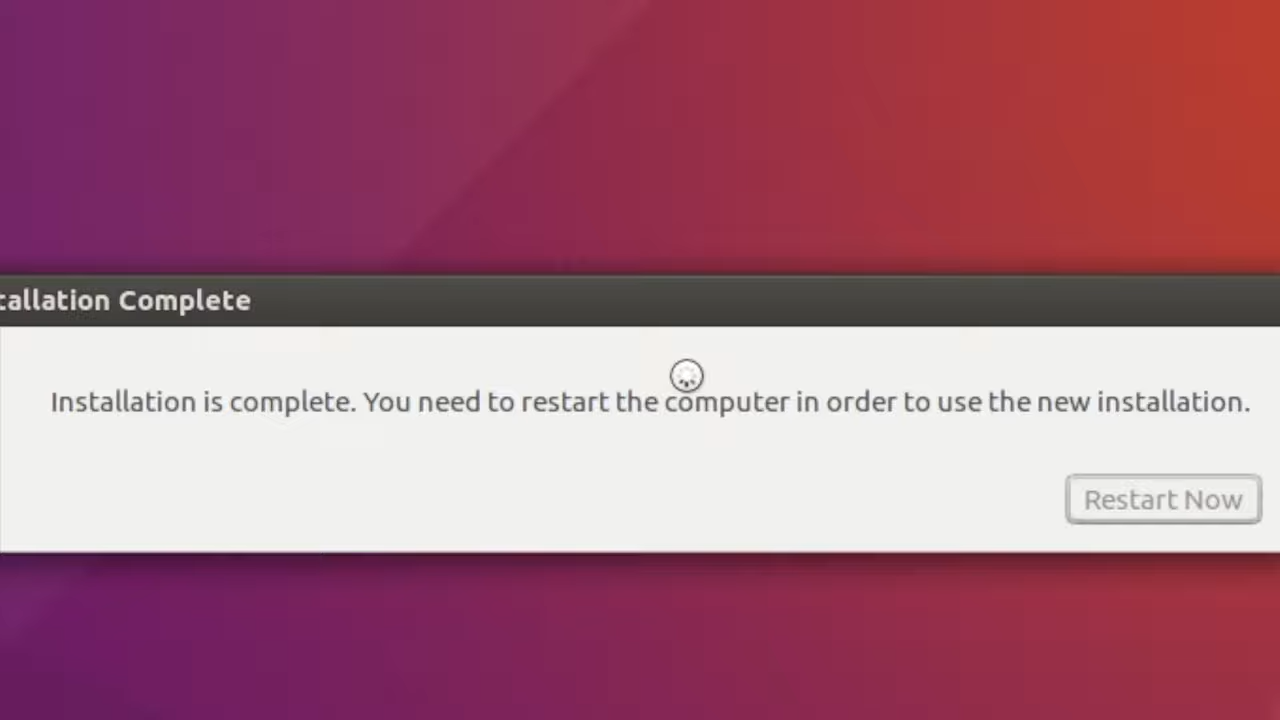 tallation Complete
Installation is complete. You need to restart the computer in order to use the new installation.
Restart Now